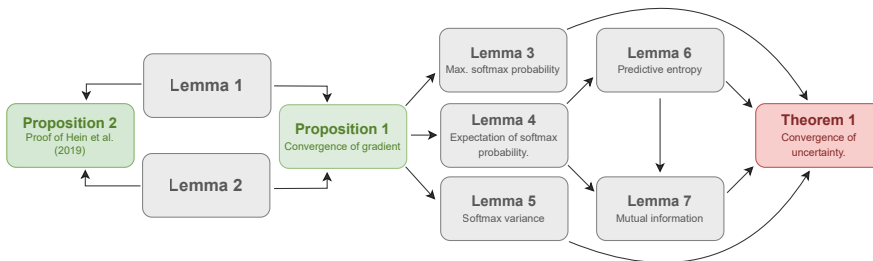 Lemma 1
Lemma 2
Proposition 2
Proof of Hein et al.
(2019)
Proposition 1
Convergence of gradient
Lemma 3
Max. softmax probability
Lemma 4
Expectation of softmax
probability.
Lemma 5
Softmax variance
Lemma 6
Predictive entropy
Lemma 7
Mutual information
Theorem 1
Convergence of
uncertainty.